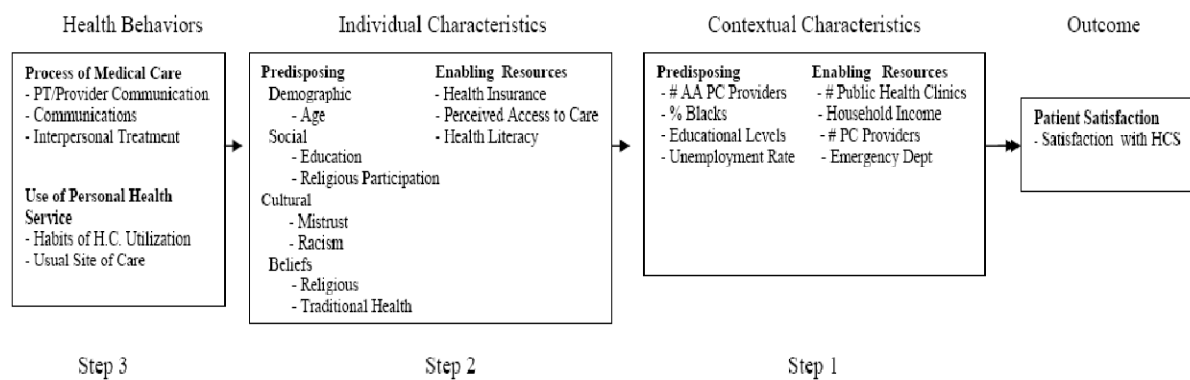 Health Behaviors
Process of Medical Care
- PT/Provider Communication
- Communications
- Interpersonal Treatment
Use of Personal Health
Service
- Habits of H.C. Utilization
- Usual Site of Care
Step 3
Individual Characteristics
Predisposing
Demographic
- Age
Social
- Education
- Religious Participation
Cultural
- Mistrust
- Racism
Beliefs
- Religious
- Traditional Health
Enabling Resources
- Health Insurance
- Perceived Access to Care
- Health Literacy
Step 2
Contextual Characteristics
Predisposing
- # AA PC Providers
- % Blacks
- Educational Levels
- Unemployment Rate
Enabling Resources
- # Public Health Clinics
- Household Income
- # PC Providers
- Emergency Dept
Step 1
Outcome
Patient Satisfaction
- Satisfaction with HCS